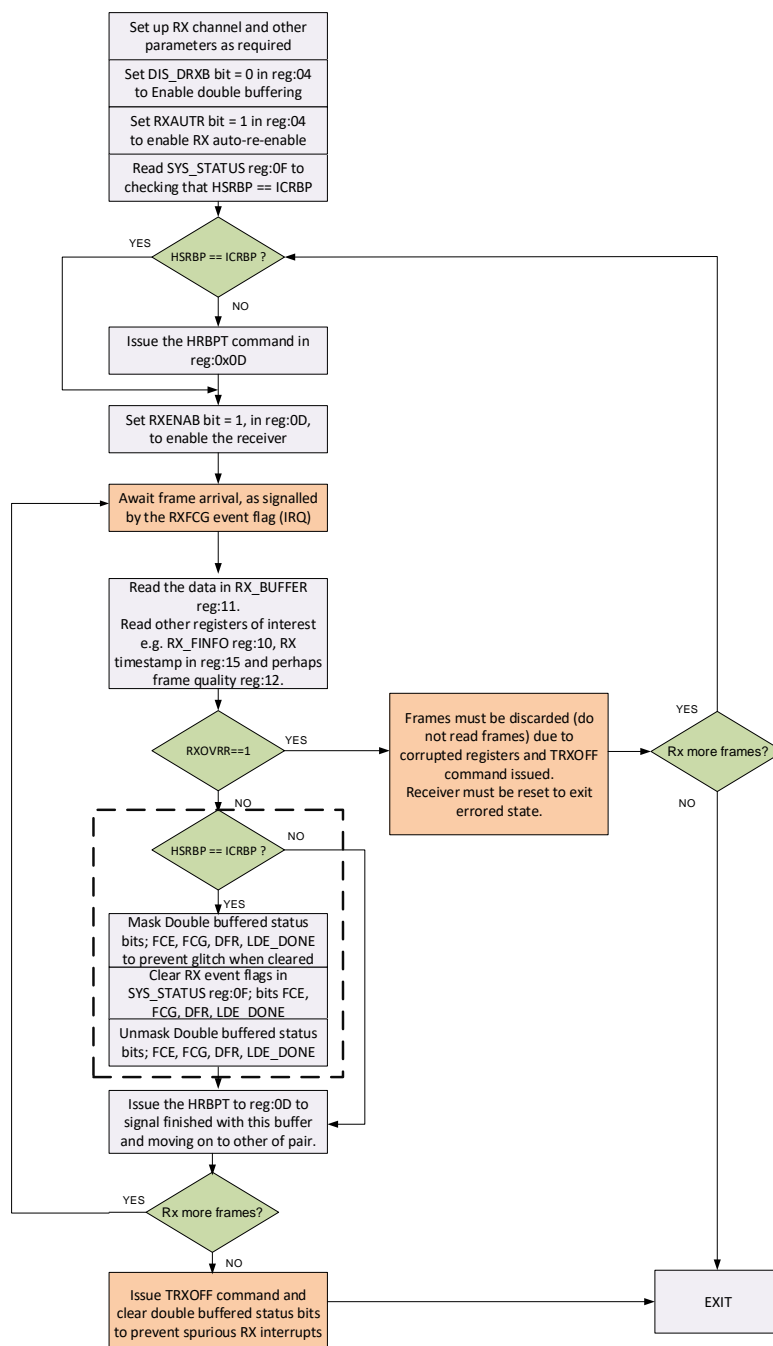 Set up RX channel and other
parameters as required
Set DIS_DRXB bit = 0 in reg:04
to Enable double buffering
Set RXAUTR bit = 1 in reg:04
to enable RX auto-re-enable
Read SYS_STATUS reg:0F to
checking that HSRBP == ICRBP
YES
HSRBP == ICRBP ?
NO
Issue the HRBPT command in
reg:0x0D
Set RXENAB bit = 1, in reg:0D,
to enable the receiver
Await frame arrival, as signalled
by the RXFCG event flag (IRQ)
Read the data in RX_BUFFER
reg:11.
Read other registers of interest
e.g. RX_FINFO reg:10, RX
timestamp in reg:15 and perhaps
frame quality reg:12.
RXOVRR==1
YES
NO
Frames must be discarded (do
not read frames) due to
corrupted registers and TRXOFF
command issued.
Receiver must be reset to exit
errored state.
YES
Rx more frames?
NO
HSRBP == ICRBP ?
NO
YES
Mask Double buffered status
bits; FCE, FCG, DFR, LDE_DONE
to prevent glitch when cleared
Clear RX event flags in
SYS_STATUS reg:0F; bits FCE,
FCG, DFR, LDE_DONE
Unmask Double buffered status
bits; FCE, FCG, DFR, LDE_DONE
Issue the HRBPT to reg:0D to
signal finished with this buffer
and moving on to other of pair.
YES
Rx more frames?
NO
Issue TRXOFF command and
clear double buffered status bits
to prevent spurious RX interrupts
EXIT